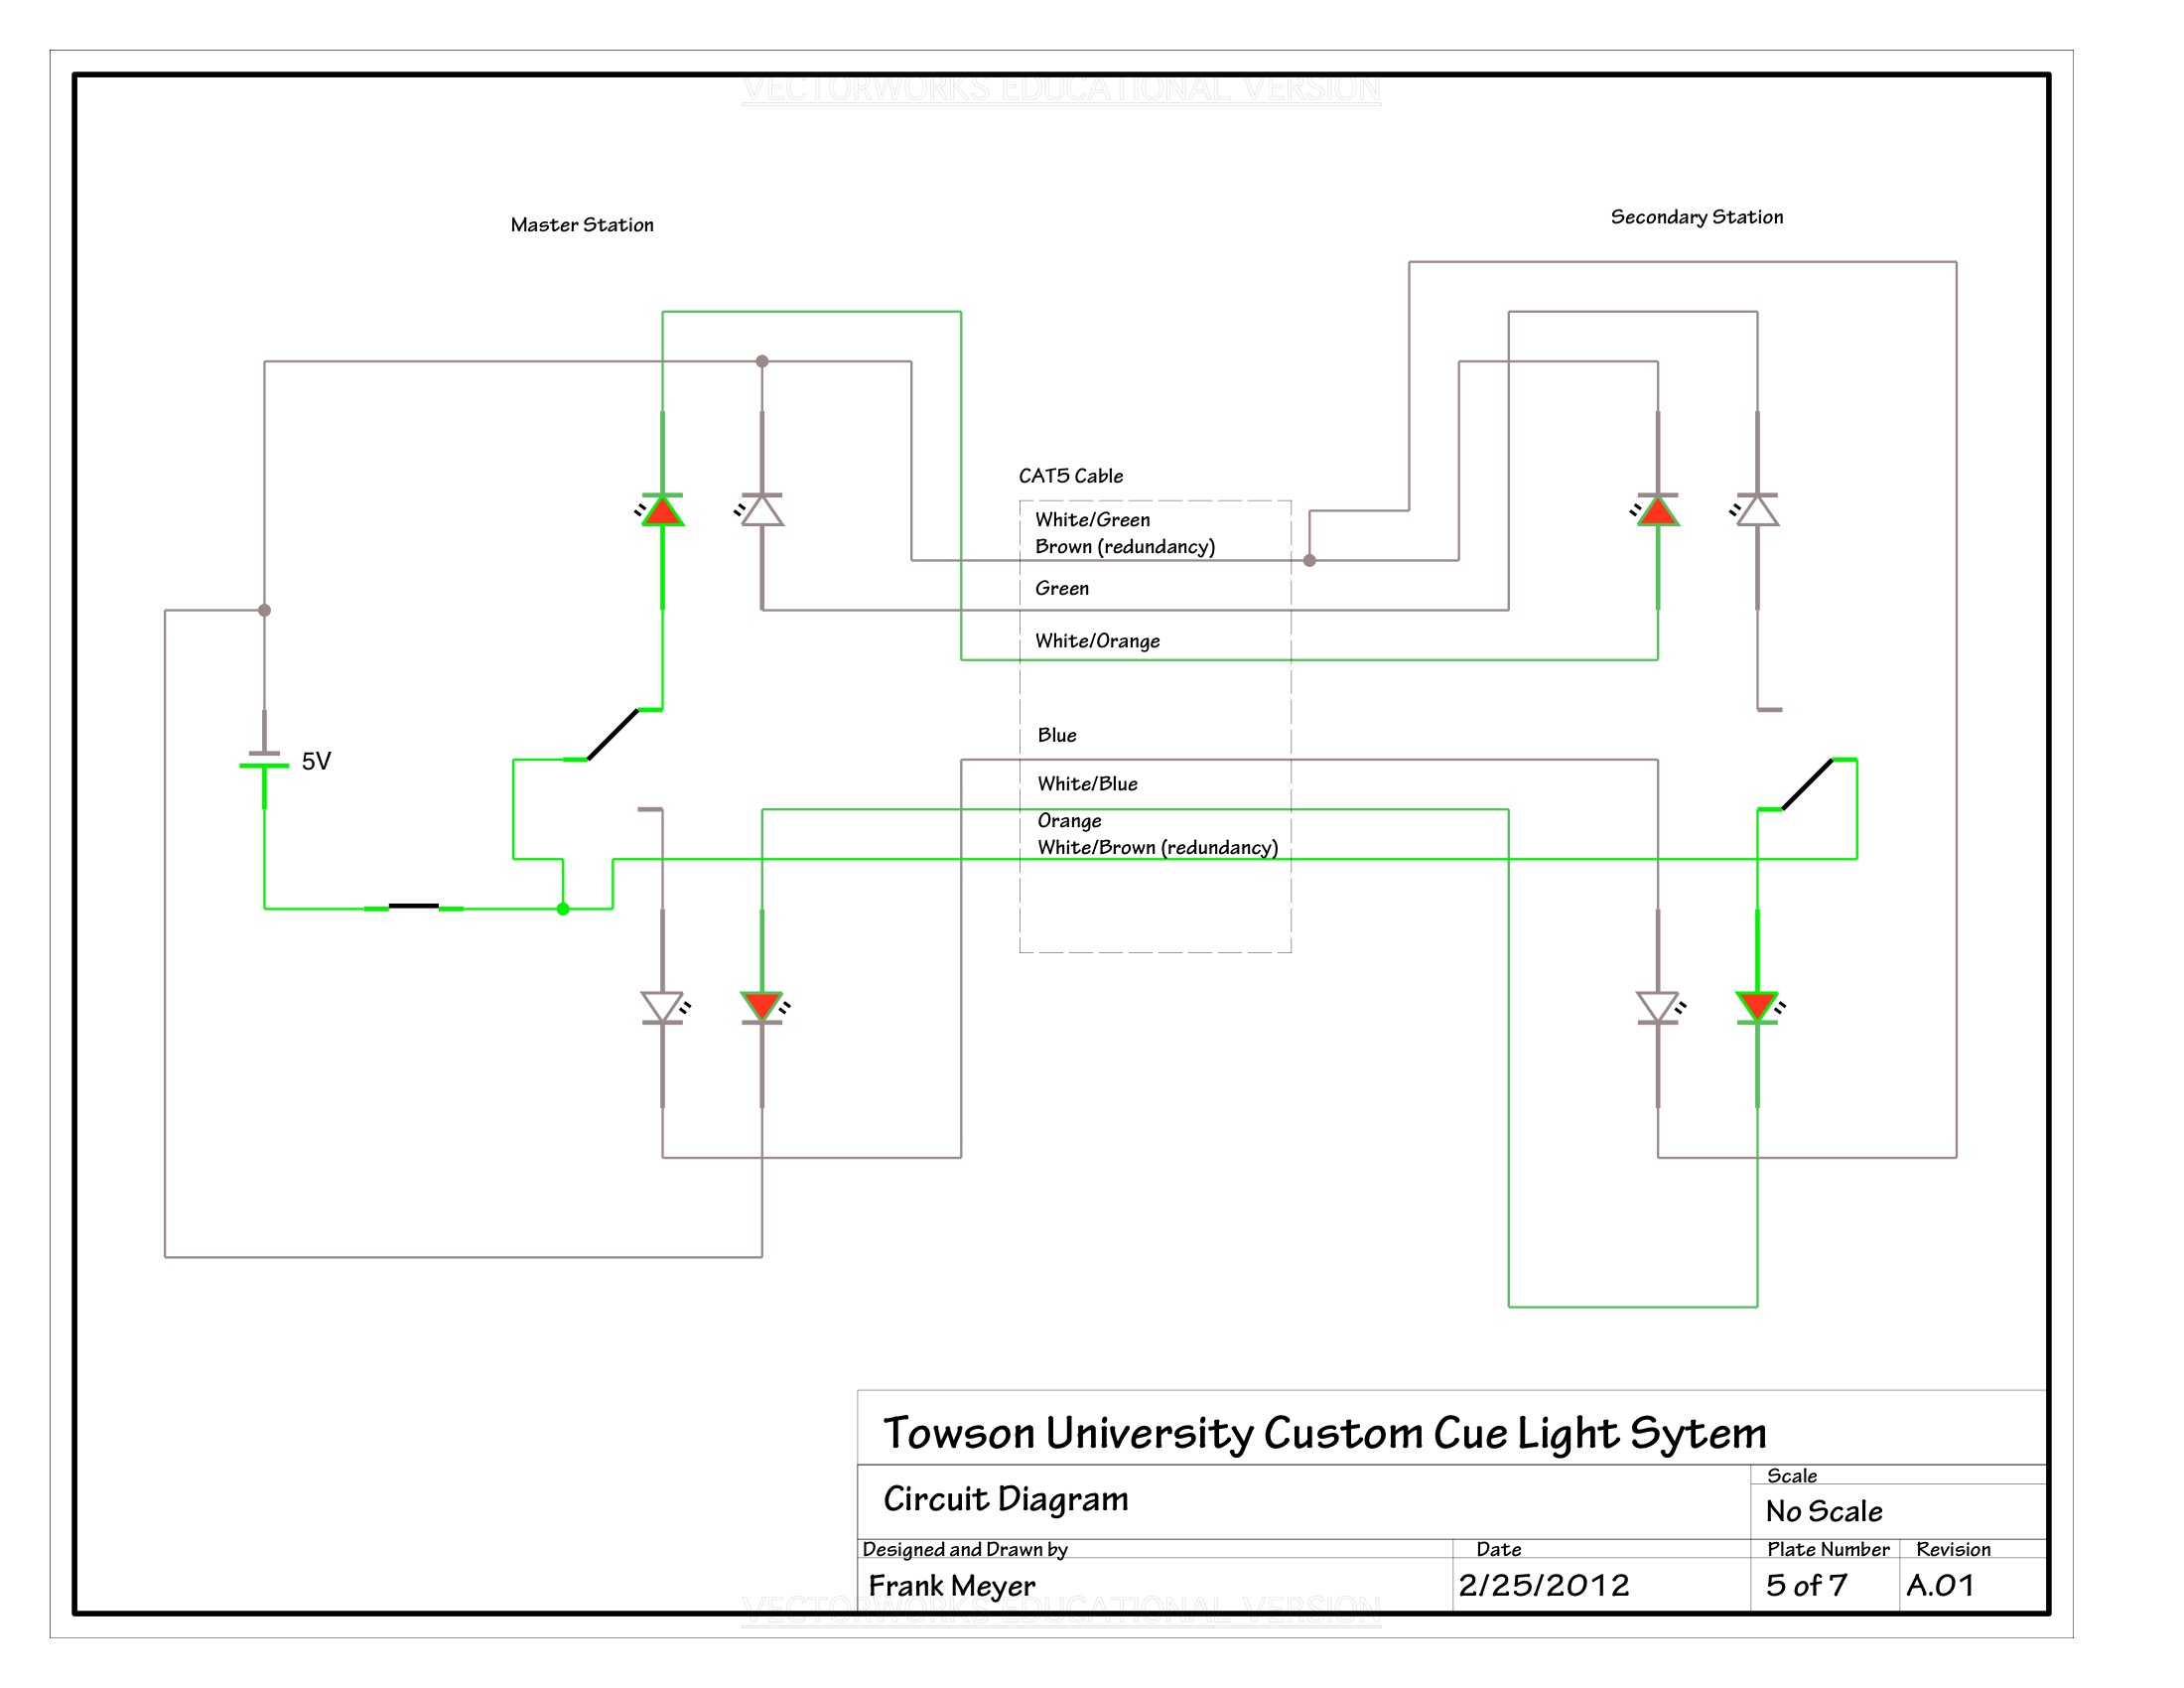 VECTORWORKS EDUCATIONAL VERSION
Master Station
Secondary Station
CAT5 Cable
White/Green
Brown (redundancy)
Green
White/Orange
Blue
5V
White/Blue
Orange
White/Brown (redundancy)
Towson University Custom Cue Light Sytem
Circuit Diagram
Scale
No Scale
Designed and Drawn by
Date
Plate Number
Revision
Frank Meyer
2/25/2012
5 of 7
A.01
VECTORWORKS EDUCATIONAL VERSION